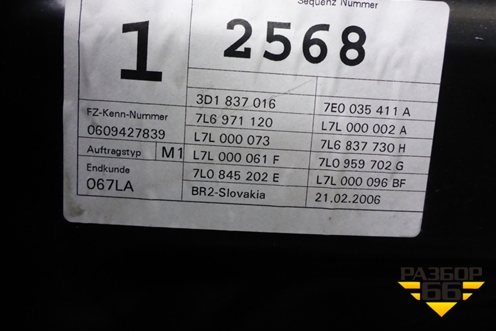 Sequenz Nummer
1
2568
FZ-Kenn-Nummer
0609427839
Auftragstyp M1
Endkunde
067LA
3D1 837 016
7L6 971 120
L7L 000 073
L7L 000 061 F
7L0 845 202 E
BR2-Slovakia
7E0 035 411 A
L7L 000 002 A
7L6 837 730 H
7L0 959 702 G
L7L 000 096 BF
21.02.2006
РАЗБОР
66